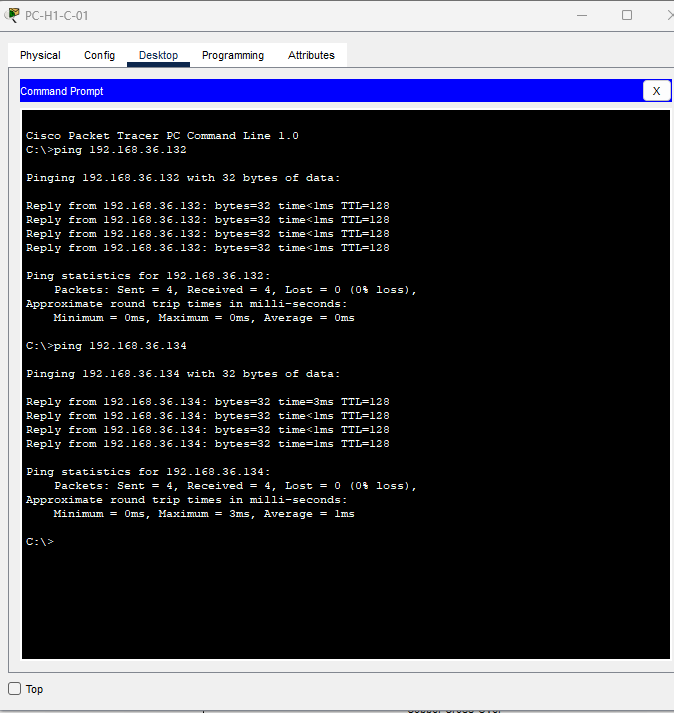 PC-H1-C-01
Physical Config Desktop Programming Attributes
Command Prompt X
Cisco Packet Tracer PC Command Line 1.0
C:\>ping 192.168.36.132
Pinging 192.168.36.132 with 32 bytes of data:
Reply from 192.168.36.132: bytes=32 time<1ms TTL=128
Reply from 192.168.36.132: bytes=32 time<1ms TTL=128
Reply from 192.168.36.132: bytes=32 time<1ms TTL=128
Reply from 192.168.36.132: bytes=32 time<1ms TTL=128
Ping statistics for 192.168.36.132:
Packets: Sent = 4, Received = 4, Lost = 0 (0% loss),
Approximate round trip times in milli-seconds:
Minimum = 0ms, Maximum = 0ms, Average = 0ms
C:\>ping 192.168.36.134
Pinging 192.168.36.134 with 32 bytes of data:
Reply from 192.168.36.134: bytes=32 time=3ms TTL=128
Reply from 192.168.36.134: bytes=32 time<1ms TTL=128
Reply from 192.168.36.134: bytes=32 time<1ms TTL=128
Reply from 192.168.36.134: bytes=32 time=1ms TTL=128
Ping statistics for 192.168.36.134:
Packets: Sent = 4, Received = 4, Lost = 0 (0% loss),
Approximate round trip times in milli-seconds:
Minimum = 0ms, Maximum = 3ms, Average = 1ms
C:\>
Top